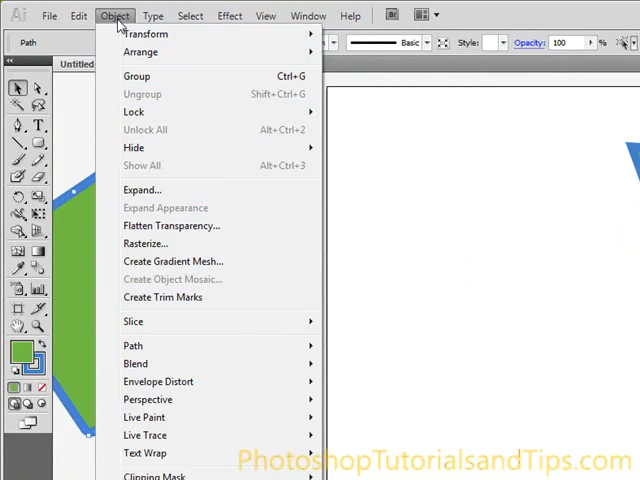 Ai File Edit Object Type Select Effect View Window Help Br
Path Basic Style: Opacity: 100 %
Untitled
Transform
Arrange
Group Ctrl+G
Ungroup Shift+Ctrl+G
Lock
Unlock All Alt+Ctrl+2
Hide
Show All Alt+Ctrl+3
Expand...
Expand Appearance
Flatten Transparency...
Rasterize...
Create Gradient Mesh...
Create Object Mosaic...
Create Trim Marks
Slice
Path
Blend
Envelope Distort
Perspective
Live Paint
Live Trace
Text Wrap
Clipping Mask
PhotoshopTutorialsandTips.com